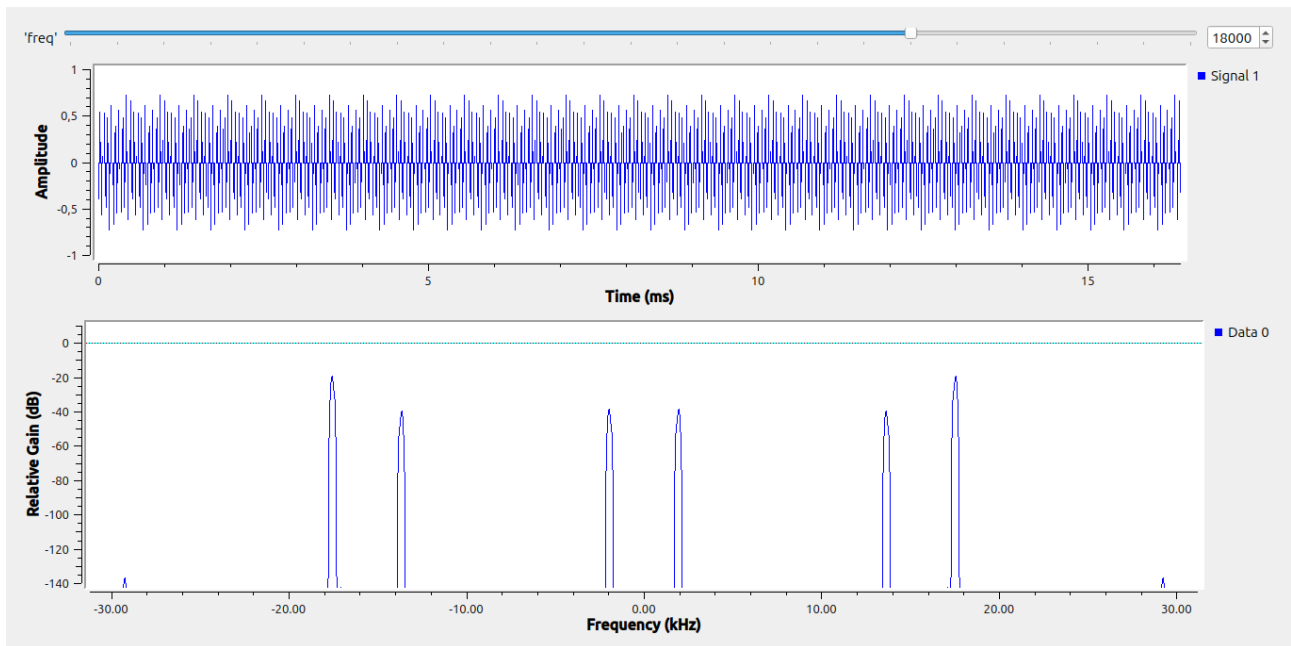 'freq' 18000
1
0,5
0
-0,5
-1
Amplitude
Signal 1
0 5 10 15
Time (ms)
0
-20
-40
-60
-80
-100
-120
-140
Relative Gain (dB)
Data 0
-30.00 -20.00 -10.00 0.00 10.00 20.00 30.00
Frequency (kHz)